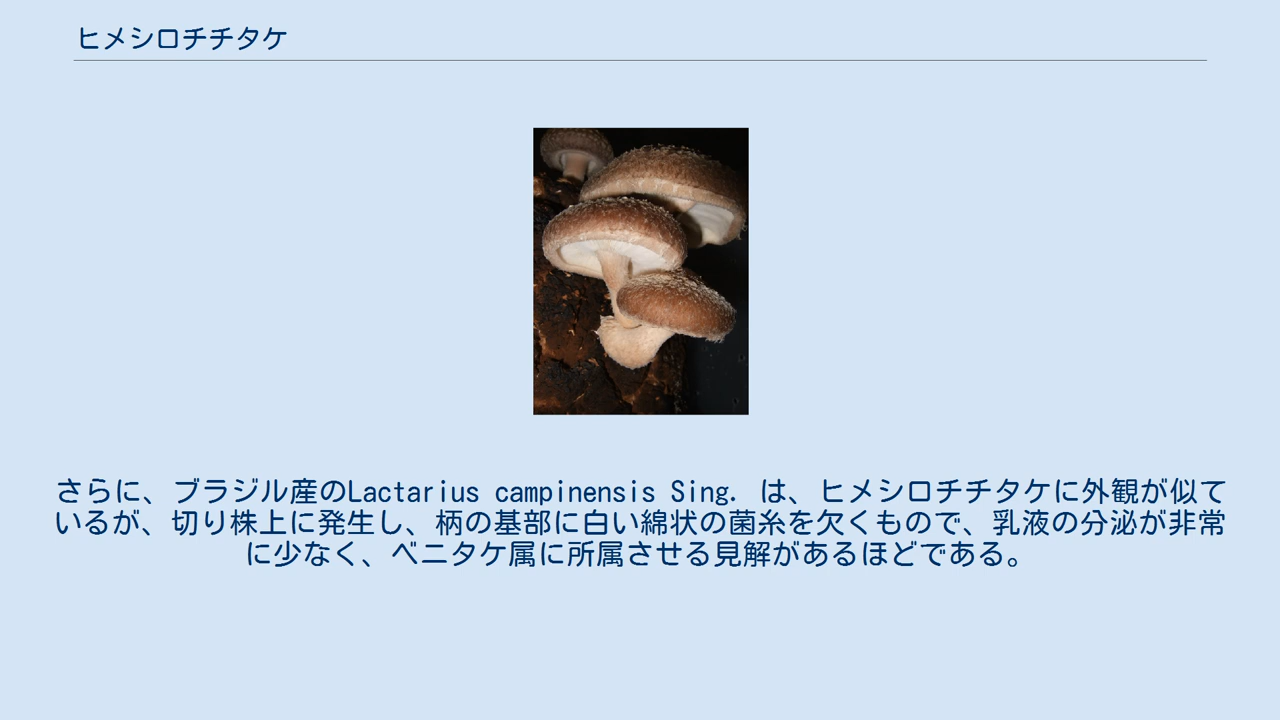 ヒメシロチチタケ
さらに、ブラジル産のLactarius campinensis Sing. は、ヒメシロチチタケに外観が似て
いるが、切り株上に発生し、柄の基部に白い綿状の菌糸を欠くもので、乳液の分泌が非常
に少なく、ベニタケ属に所属させる見解があるほどである。